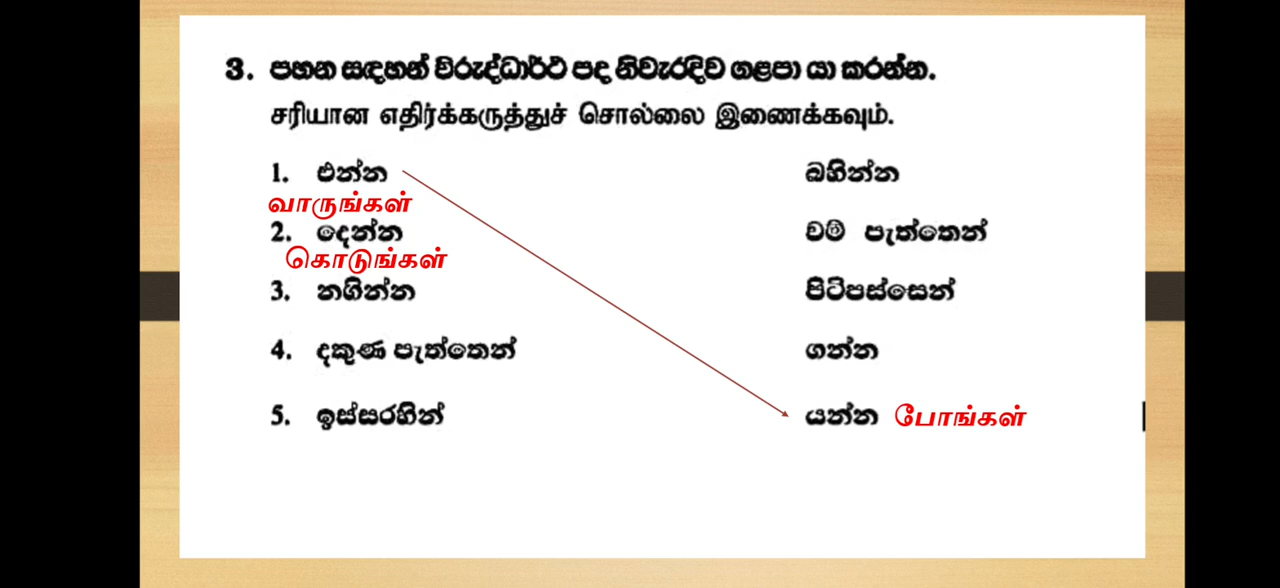 3. පහන සඳහන් විරුද්ධාර්ථ පද නිවැරදිව ගළපා යා කරන්න.
சரியான எதிர்க்கருத்துச் சொல்லை இணைக்கவும்.
1. එන්න බහින්න
வாருங்கள்
2. දෙන්න වම් පැත්තෙන්
கொடுங்கள்
3. නගින්න පිටිපස්සෙන්
4. දකුණ පැත්තෙන් ගන්න
5. ඉස්සරහින් යන්න போங்கள்